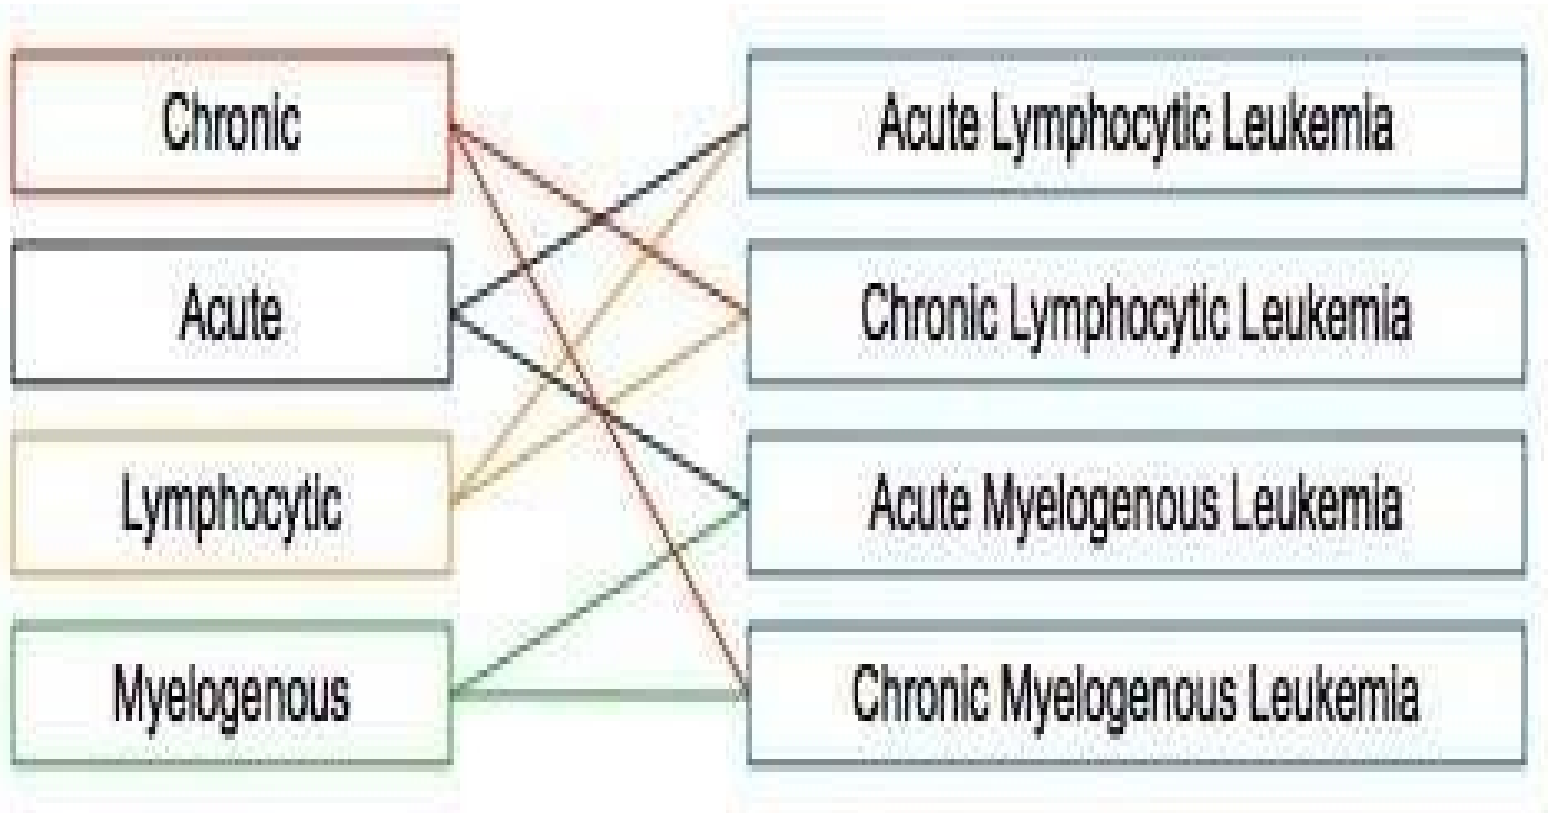 Chronic
Acute
Lymphocytic
Myelogenous
Acute Lymphocytic Leukemia
Chronic Lymphocytic Leukemia
Acute Myelogenous Leukemia
Chronic Myelogenous Leukemia